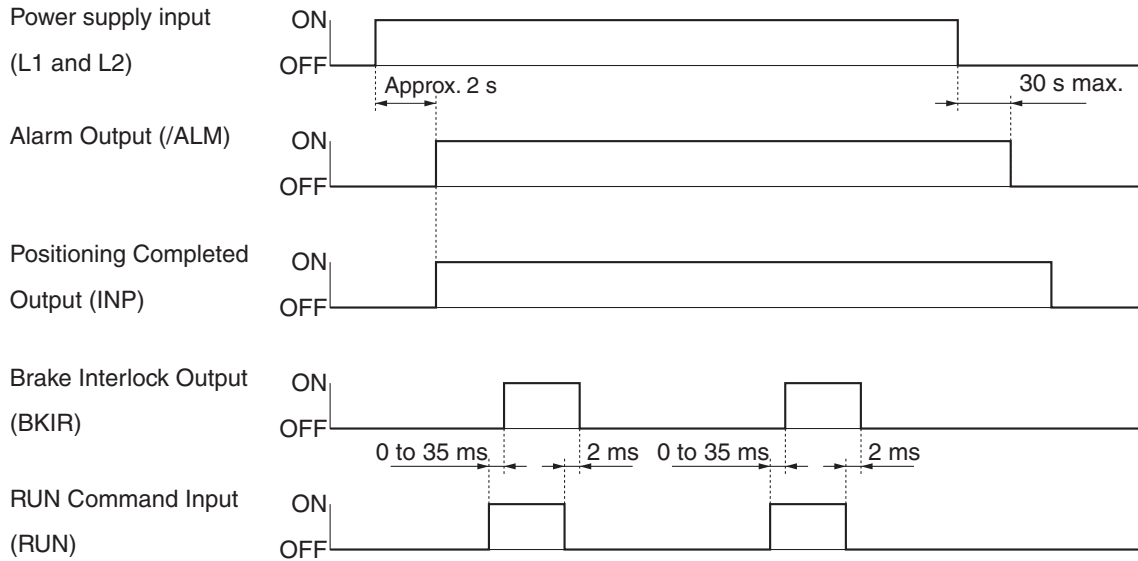 Power supply input
(L1 and L2)
ON
OFF
Approx. 2 s
30 s max.
Alarm Output (/ALM)
ON
OFF
Positioning Completed
Output (INP)
ON
OFF
Brake Interlock Output
(BKIR)
ON
OFF
0 to 35 ms
2 ms
0 to 35 ms
2 ms
RUN Command Input
(RUN)
ON
OFF